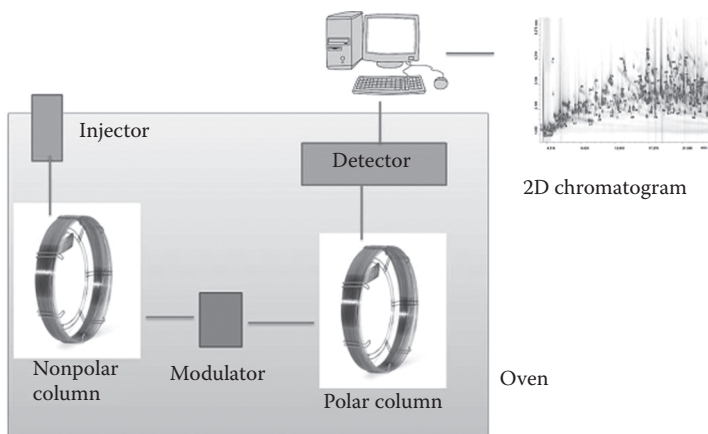 Injector
Detector
2D chromatogram
Nonpolar
column
Modulator
Polar column
Oven